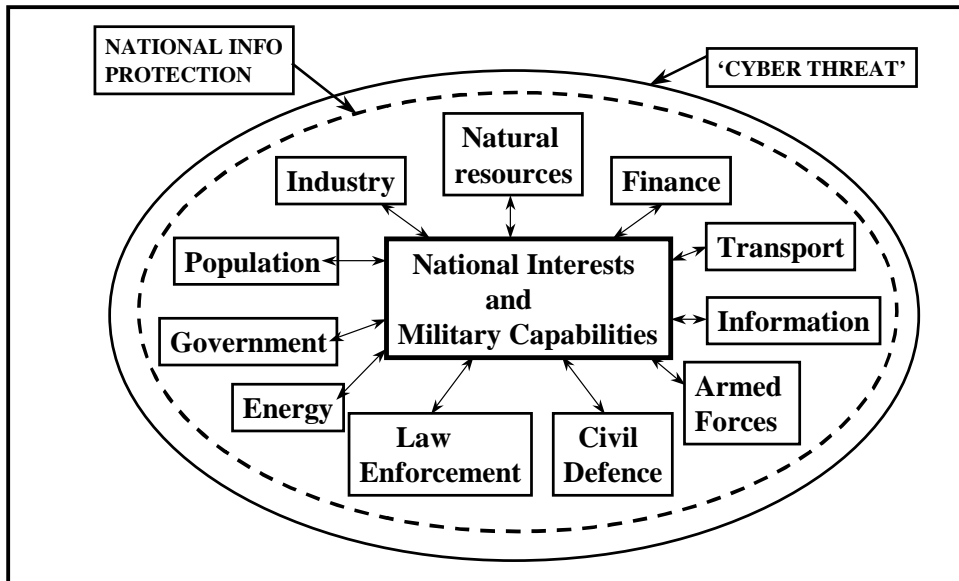 NATIONAL INFO
PROTECTION
‘CYBER THREAT’
Natural
resources
Industry
Finance
Population
National Interests
and
Military Capabilities
Transport
Government
Information
Energy
Law
Enforcement
Civil
Defence
Armed
Forces